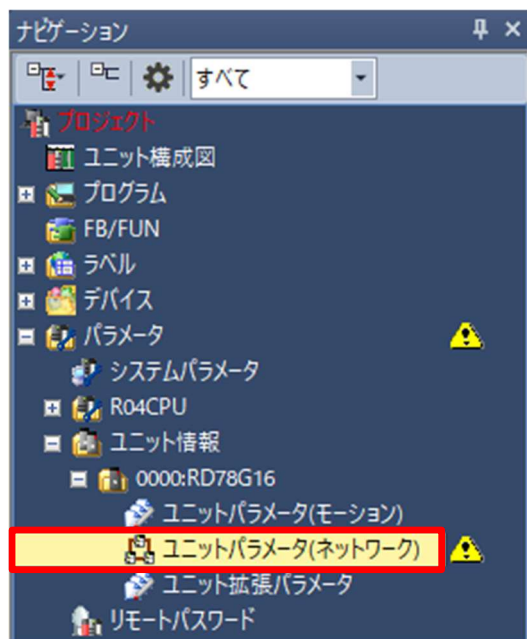 ナビゲーション
すべて
プロジェクト
ユニット構成図
プログラム
FB/FUN
ラベル
デバイス
パラメータ
システムパラメータ
R04CPU
ユニット情報
0000:RD78G16
ユニットパラメータ(モーション)
ユニットパラメータ(ネットワーク)
ユニット拡張パラメータ
リモートパスワード